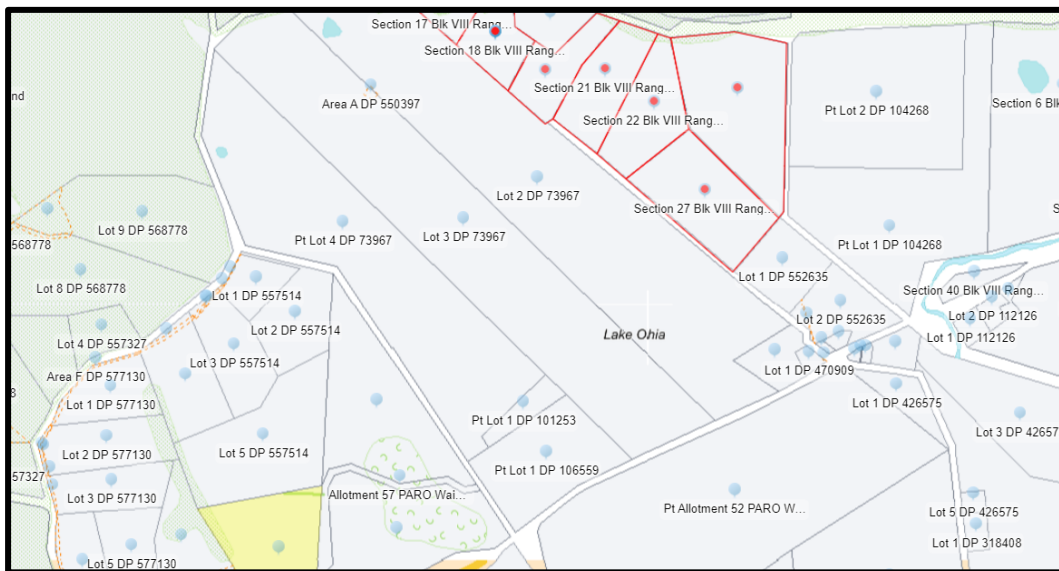 Section 17 Blk VIII Rang...
Section 18 Blk VIII Rang...
Section 21 Blk VIII Rang...
Area A DP 550397
nd
Pt Lot 2 DP 104268
Section 6 Blk
Section 22 Blk VIII Rang...
Lot 2 DP 73967
Section 27 Blk VIII Rang...
Lot 9 DP 568778
Lot 3 DP 73967
Pt Lot 4 DP 73967
Pt Lot 1 DP 104268
568778
Lot 8 DP 568778
Lot 1 DP 557514
Lot 1 DP 552635
Section 40 Blk VIII Rang...
Lot 2 DP 557514
Lot 2 DP 552635
Lot 2 DP 112126
Lot 4 DP 557327
Lake Ohia
Lot 1 DP 112126
Lot 3 DP 557514
Area F DP 577130
Lot 1 DP 470909
Lot 1 DP 577130
Lot 1 DP 426575
Pt Lot 1 DP 101253
Lot 3 DP 42657
Lot 2 DP 577130
Lot 5 DP 557514
Pt Lot 1 DP 106559
57327
Lot 3 DP 577130
Allotment 57 PARO Wai...
Pt Allotment 52 PARO W...
Lot 5 DP 426575
Lot 1 DP 318408
Lot 5 DP 577130